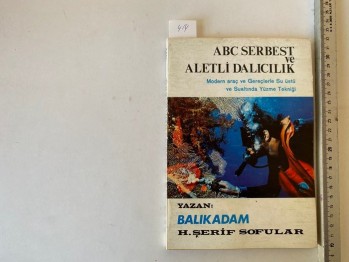 ABC SERBEST
ve
ALETLİ DALICILIK
Modern araç ve Gereçlerle Su üstü
ve Sualtında Yüzme Tekniği
YAZAN:
BALIKADAM
H.ŞERİF SOFULAR